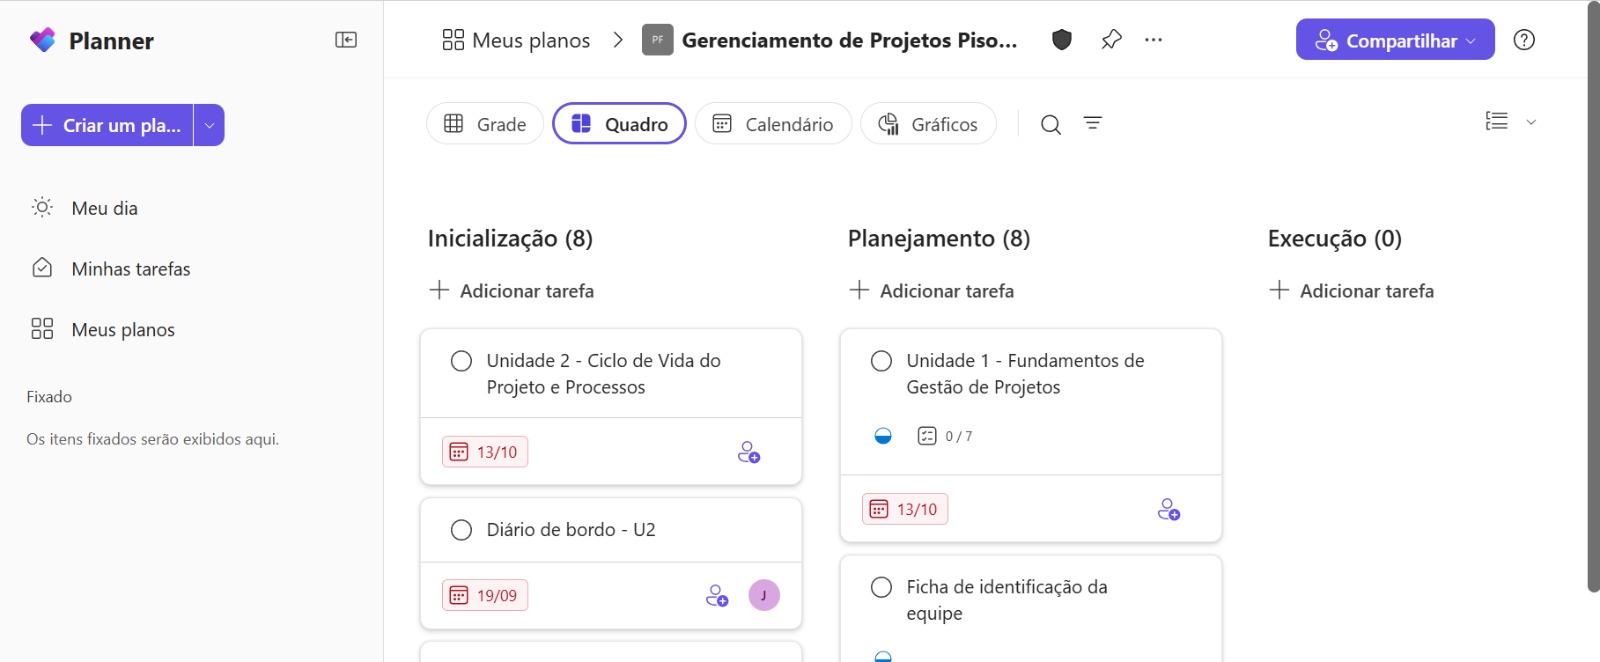 Planner
Criar um pla...
Meu dia
Minhas tarefas
Meus planos
Fixado
Os itens fixados serão exibidos aqui.
Meus planos
PF
Gerenciamento de Projetos Piso...
Compartilhar
Grade
Quadro
Calendário
Gráficos
Inicialização (8)
Adicionar tarefa
Unidade 2 - Ciclo de Vida do
Projeto e Processos
13/10
Diário de bordo - U2
19/09
J
Planejamento (8)
Adicionar tarefa
Unidade 1 - Fundamentos de
Gestão de Projetos
0 / 7
13/10
Ficha de identificação da
equipe
Execução (0)
Adicionar tarefa